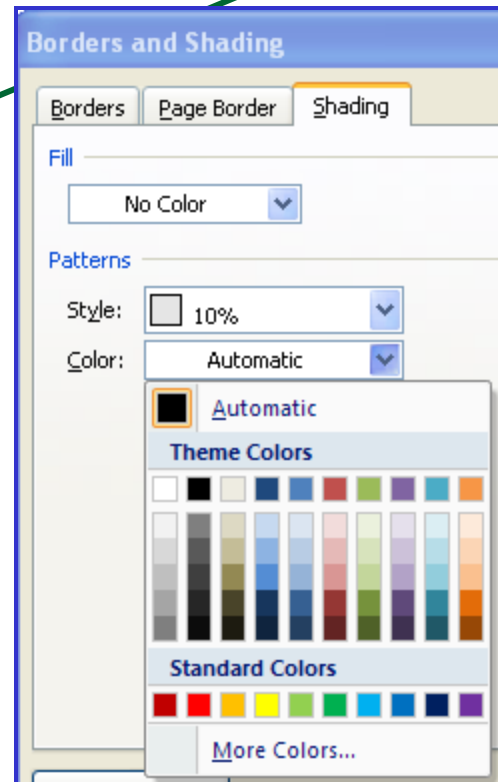 Borders and Shading
Borders Page Border Shading
Fill
No Color
Patterns
Style: 10%
Color: Automatic
Automatic
Theme Colors
Standard Colors
More Colors...